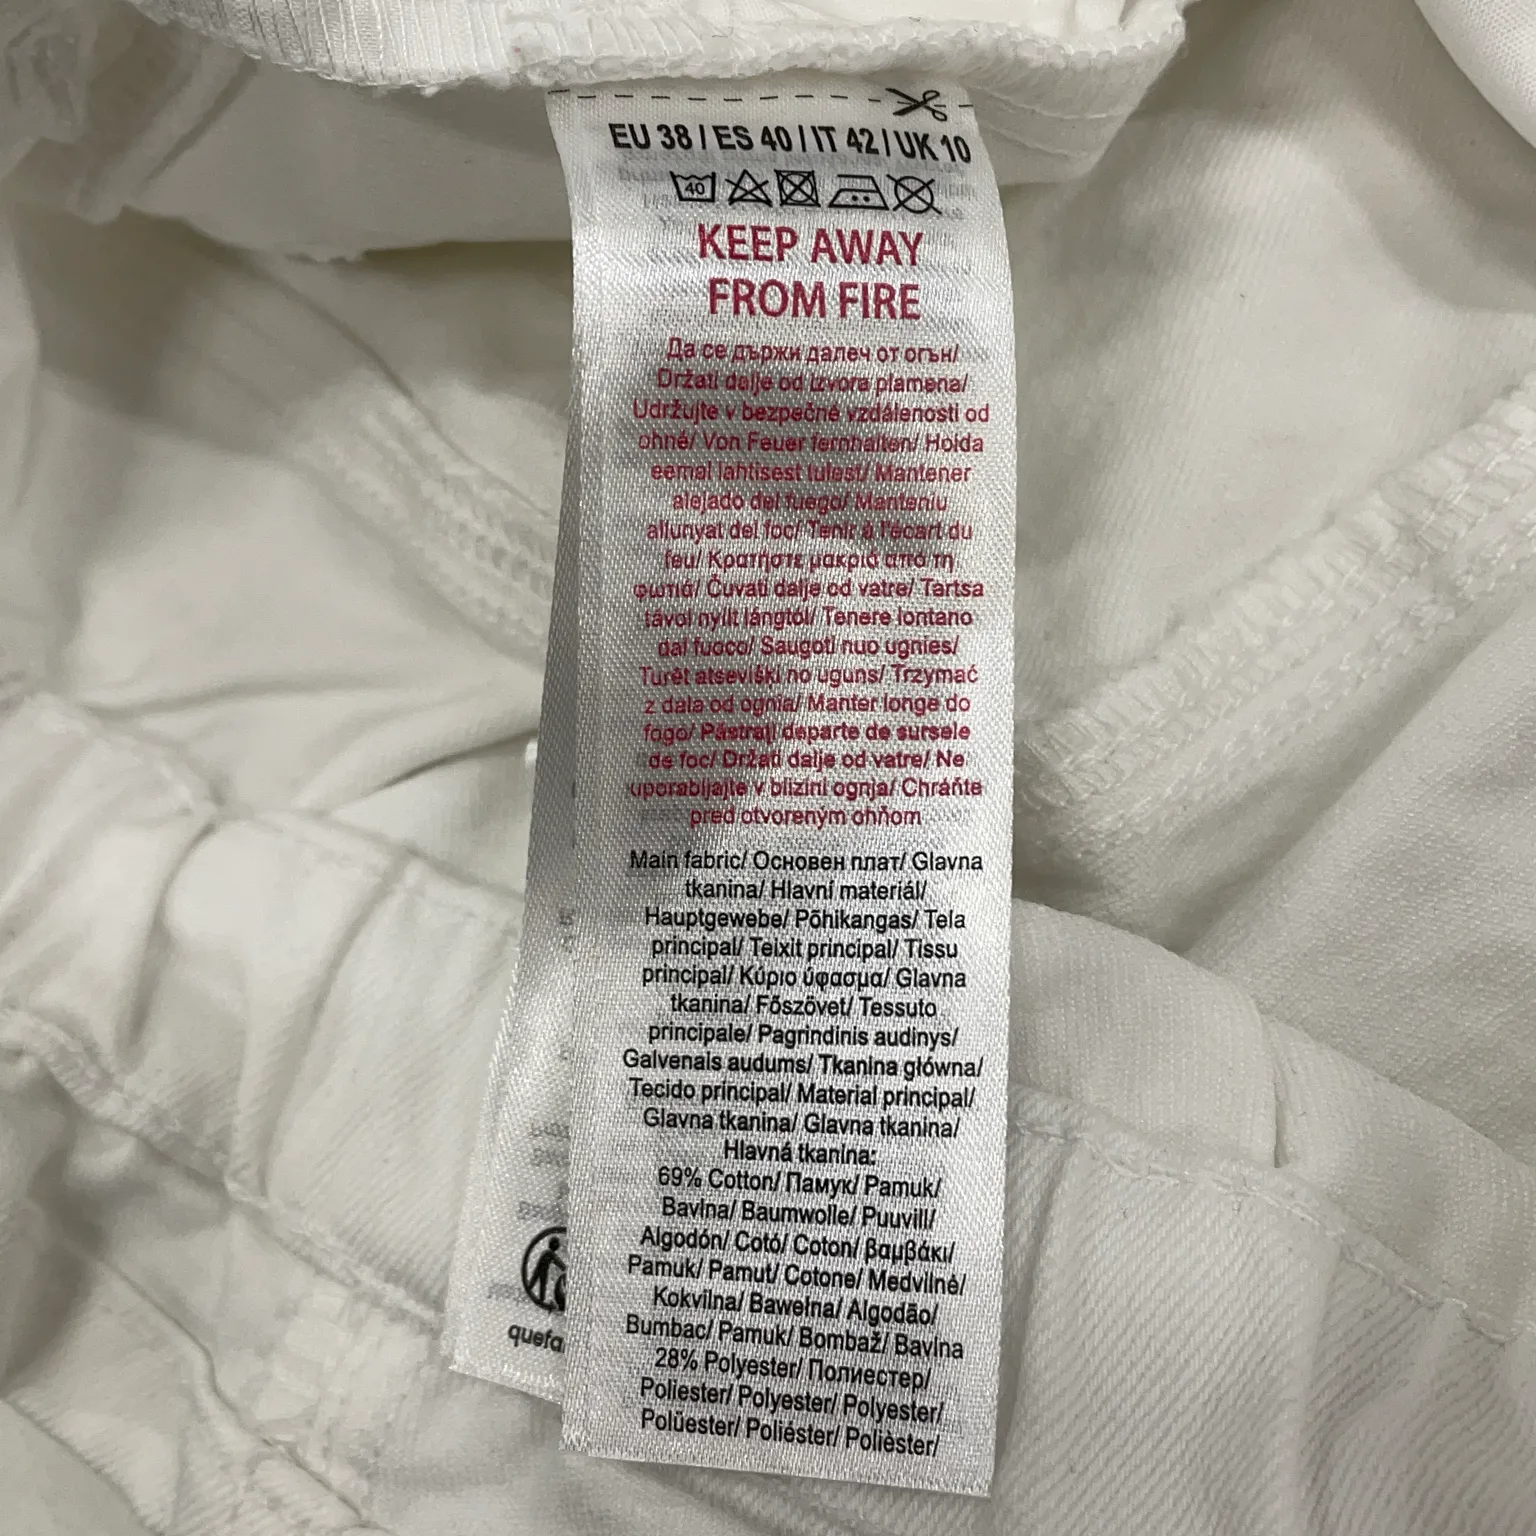 EU 38 / ES 40 / IT 42 / UK 10
40
KEEP AWAY
FROM FIRE
Да се държи далеч от огън/
Držati dalje od izvora plamena/
Udržujte v bezpečné vzdálenosti od
ohně/ Von Feuer fernhalten/ Hoida
eemal lahtisest tulest/ Mantener
alejado del fuego/ Manteniu
allunyat del foc/ Tenir à l'écart du
feu/ Κρατήστε μακριά από τη
φωτιά/ Čuvati dalje od vatre/ Tartsa
távol nyílt lángtól/ Tenere lontano
dal fuoco/ Saugoti nuo ugnies/
Turēt atsevišķi no uguns/ Trzymać
z dala od ognia/ Manter longe do
fogo/ Păstrați departe de sursele
de foc/ Držati dalje od vatre/ Ne
uporabljajte v bližini ognja/ Chráňte
pred otvoreným ohňom
Main fabric/ Основен плат/ Glavna
tkanina/ Hlavní materiál/
Hauptgewebe/ Põhikangas/ Tela
principal/ Teixit principal/ Tissu
principal/ Κύριο ύφασμα/ Glavna
tkanina/ Főszövet/ Tessuto
principale/ Pagrindinis audinys/
Galvenais audums/ Tkanina główna/
Tecido principal/ Material principal/
Glavna tkanina/ Glavna tkanina/
Hlavná tkanina:
69% Cotton/ Памук/ Pamuk/
Bavlna/ Baumwolle/ Puuvill/
Algodón/ Cotó/ Coton/ βαμβάκι/
Pamuk/ Pamut/ Cotone/ Medvilnė/
Kokvilna/ Bawełna/ Algodão/
Bumbac/ Pamuk/ Bombaž/ Bavlna
28% Polyester/ Полиестер/
Poliester/ Polyester/ Polyester/
Polüester/ Poliéster/ Polièster/
quefa